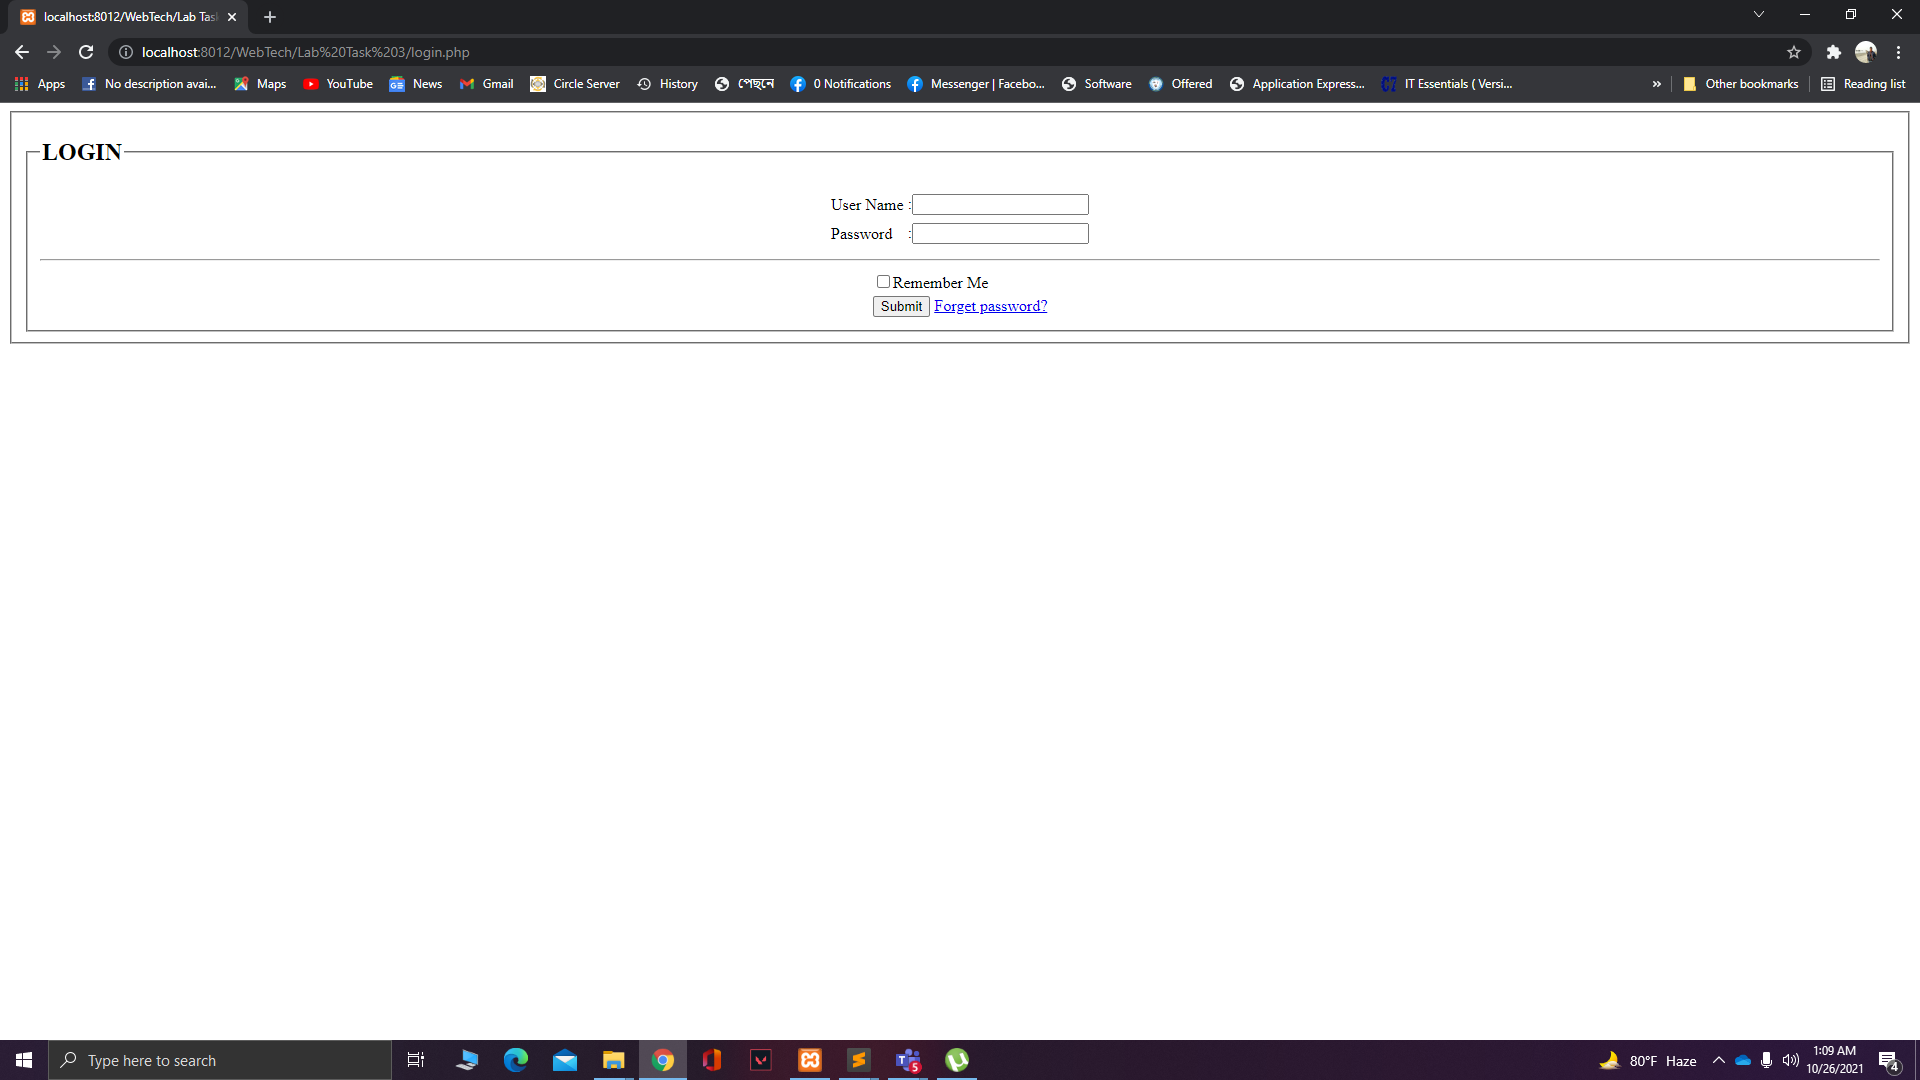 localhost:8012/WebTech/Lab Tas
localhost:8012/WebTech/Lab%20Task%203/login.php
Apps No description avai... Maps YouTube News Gmail Circle Server History পেছনে 0 Notifications Messenger | Facebo... Software Offered Application Express... IT Essentials ( Versi... » Other bookmarks Reading list
LOGIN
User Name :
Password :
Remember Me
Submit Forget password?
Type here to search
5
80°F Haze
1:09 AM
10/26/2021
4